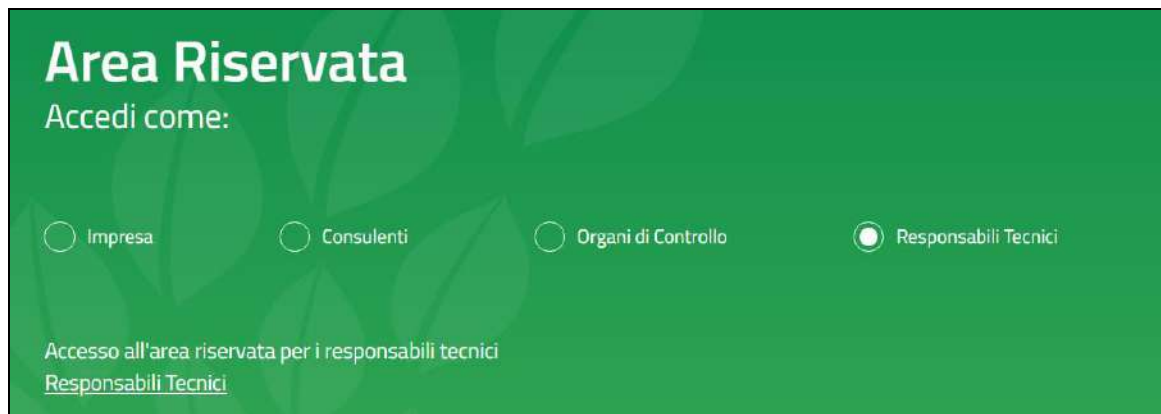 Area Riservata
Accedi come:
Impresa Consulenti Organi di Controllo Responsabili Tecnici
Accesso all'area riservata per i responsabili tecnici
Responsabili Tecnici